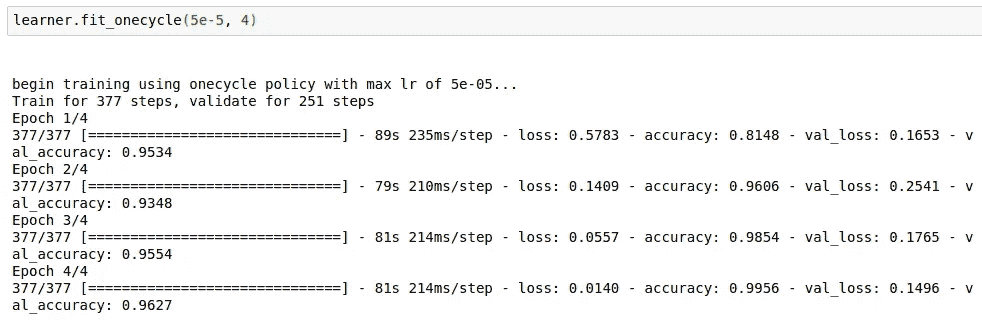 learner.fit_onecycle(5e-5, 4)
begin training using onecycle policy with max lr of 5e-05...
Train for 377 steps, validate for 251 steps
Epoch 1/4
377/377 [==============================] - 89s 235ms/step - loss: 0.5783 - accuracy: 0.8148 - val_loss: 0.1653 - v
al_accuracy: 0.9534
Epoch 2/4
377/377 [==============================] - 79s 210ms/step - loss: 0.1409 - accuracy: 0.9606 - val_loss: 0.2541 - v
al_accuracy: 0.9348
Epoch 3/4
377/377 [==============================] - 81s 214ms/step - loss: 0.0557 - accuracy: 0.9854 - val_loss: 0.1765 - v
al_accuracy: 0.9554
Epoch 4/4
377/377 [==============================] - 81s 214ms/step - loss: 0.0140 - accuracy: 0.9956 - val_loss: 0.1496 - v
al_accuracy: 0.9627